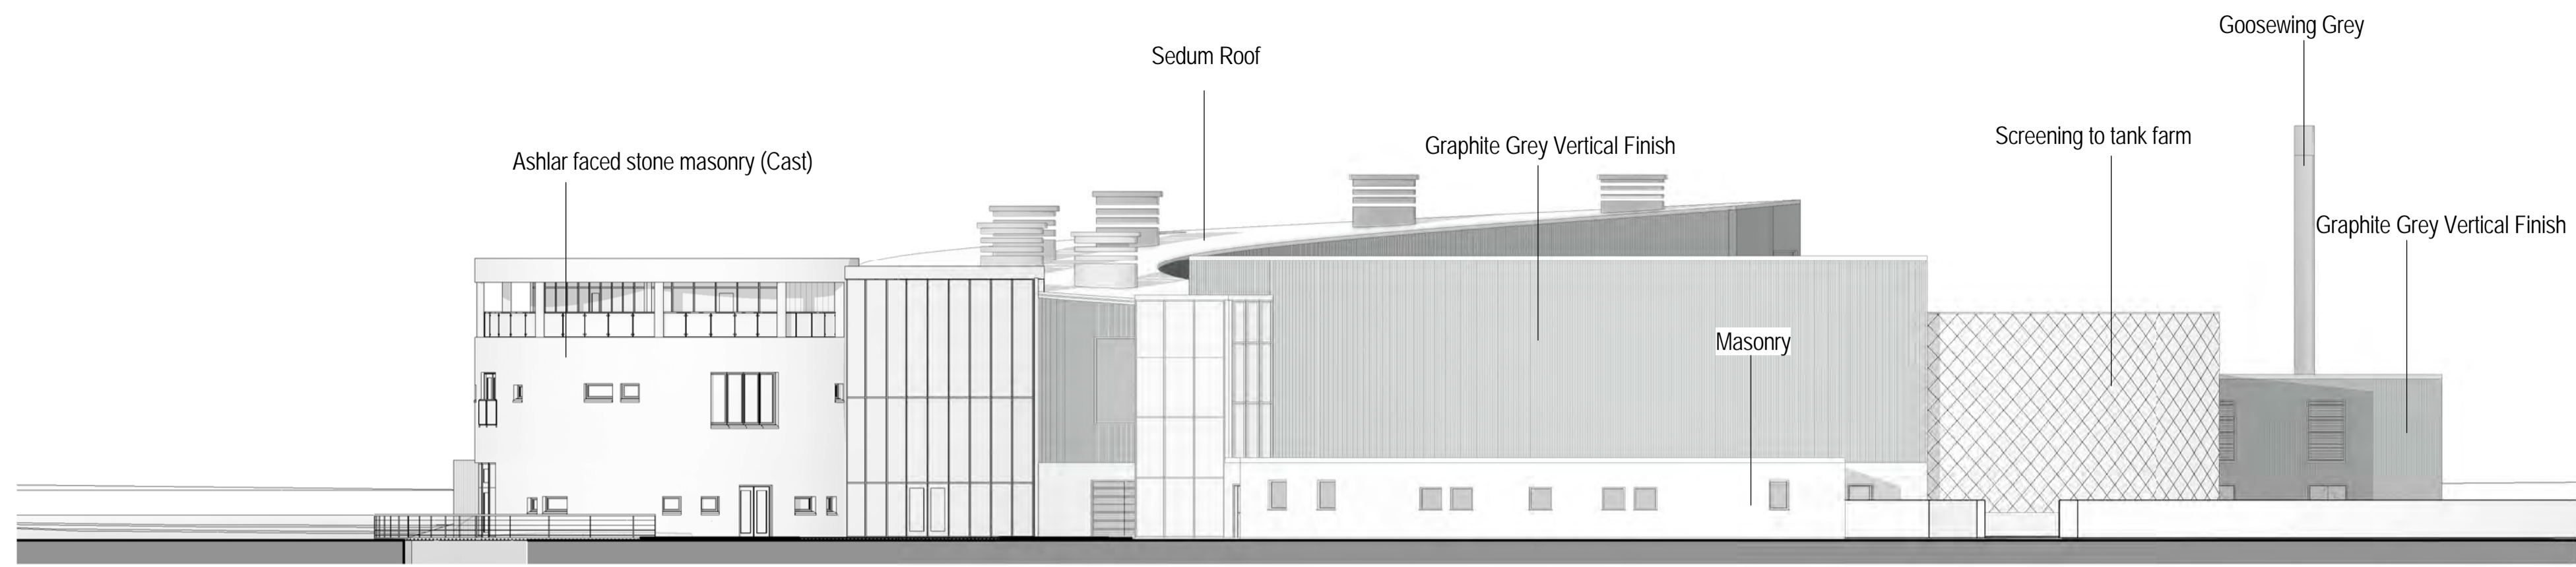 Goosewing Grey
Sedum Roof
Screening to tank farm
Graphite Grey Vertical Finish
Ashlar faced stone masonry (Cast)
Graphite Grey Vertical Finish
Masonry